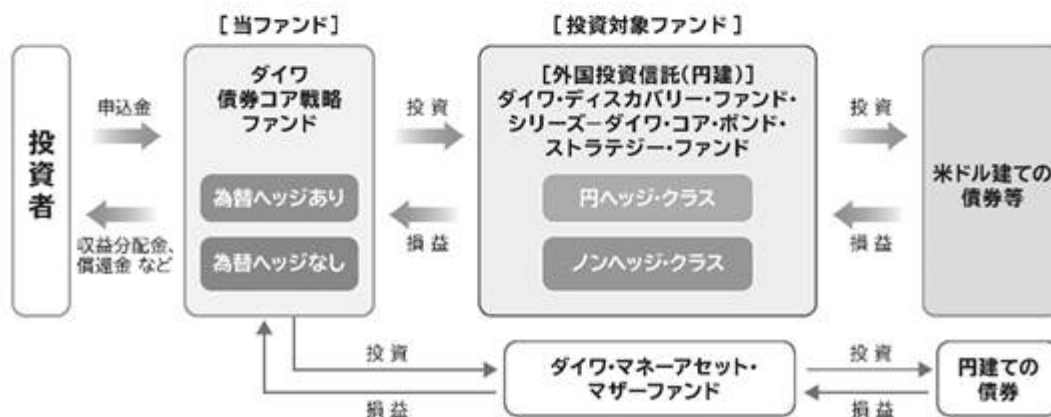 [当ファンド]
[投資対象ファンド]
投資者
申込金
収益分配金、
償還金 など
ダイワ
債券コア戦略
ファンド
為替ヘッジあり
為替ヘッジなし
投資
損益
[外国投資信託(円建)]
ダイワ・ディスカバリー・ファンド・
シリーズ－ダイワ・コア・ボンド・
ストラテジー・ファンド
円ヘッジ・クラス
ノンヘッジ・クラス
投資
損益
米ドル建ての
債券等
投資
損益
ダイワ・マネーアセット・
マザーファンド
投資
損益
円建ての
債券